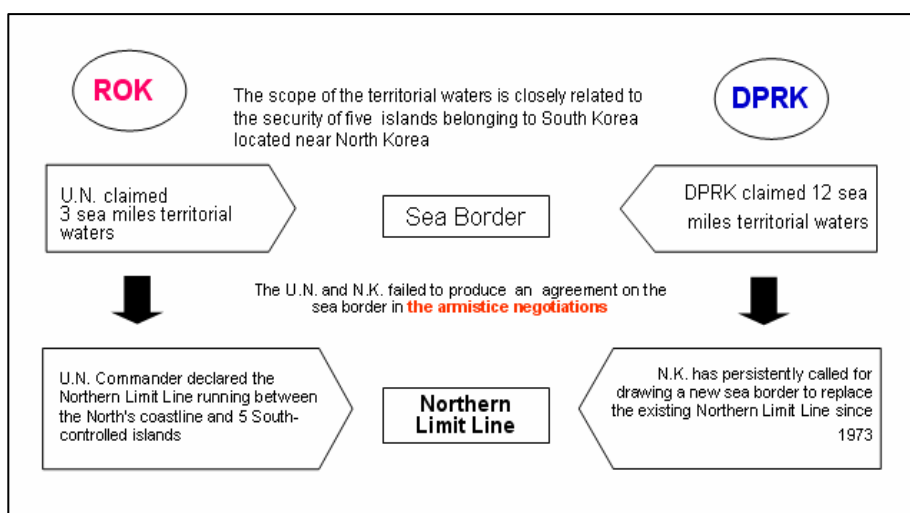 ROK
The scope of the territorial waters is closely related to
the security of five islands belonging to South Korea
located near North Korea
DPRK
U.N. claimed
3 sea miles territorial
waters
Sea Border
DPRK claimed 12 sea
miles territorial waters
The U.N. and N.K. failed to produce an agreement on the
sea border in the armistice negotiations
U.N. Commander declared the
Northern Limit Line running between
the North's coastline and 5 South-
controlled islands
Northern
Limit Line
N.K. has persistently called for
drawing a new sea border to replace
the existing Northern Limit Line since
1973